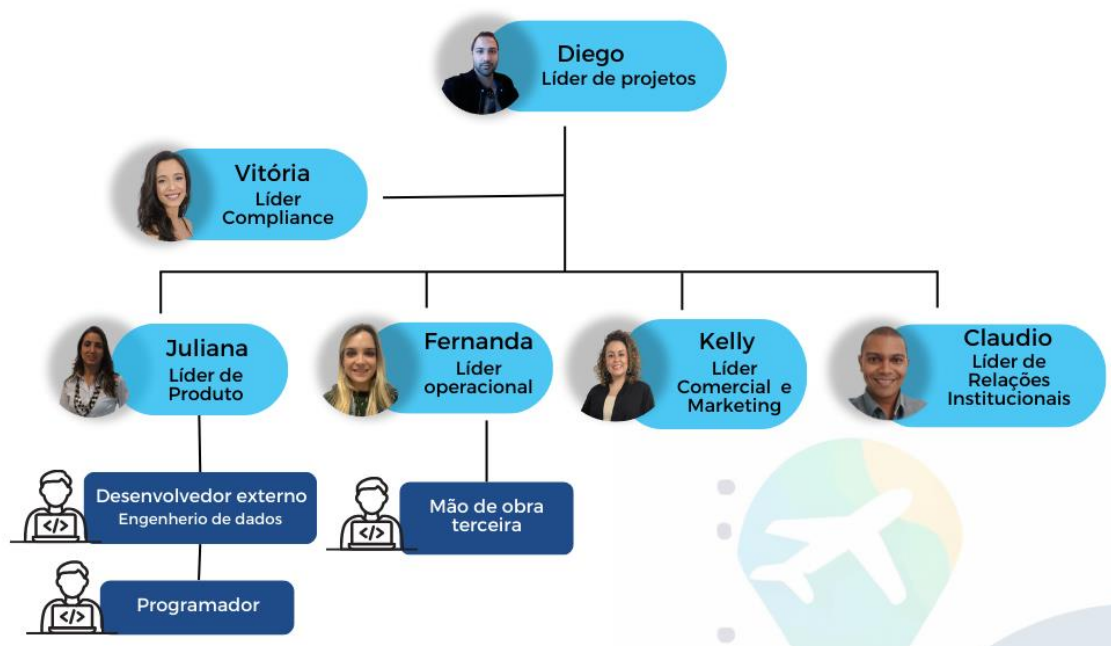 Diego
Líder de projetos
Vitória
Líder
Compliance
Juliana
Líder de
Produto
Fernanda
Líder
operacional
Kelly
Líder
Comercial e
Marketing
Claudio
Líder de
Relações
Institucionais
Desenvolvedor externo
Engenherio de dados
</>
Mão de obra
terceira
</>
Programador
</>